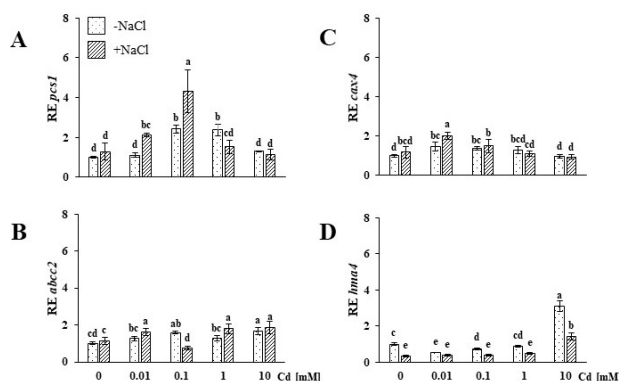 A
-NaCl
+NaCl
RE pcs1
8
6
4
2
0
d d d bc b a b cd d d
C
RE cax4
8
6
4
2
0
d bcd bc a bc b bcd cd d d
B
RE abcc2
8
6
4
2
0
cd c bc a ab d bc a a a
0 0.01 0.1 1 10 Cd [mM]
D
RE hma4
8
6
4
2
0
c e e e d e cd e a b
0 0.01 0.1 1 10 Cd [mM]